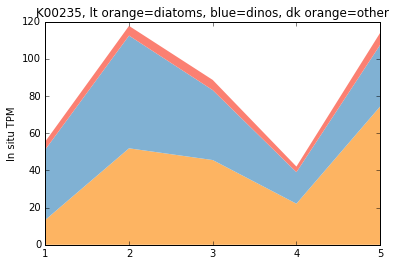 K00235, lt orange=diatoms, blue=dinos, dk orange=other
120
100
80
60
40
20
0
In situ TPM
1 2 3 4 5